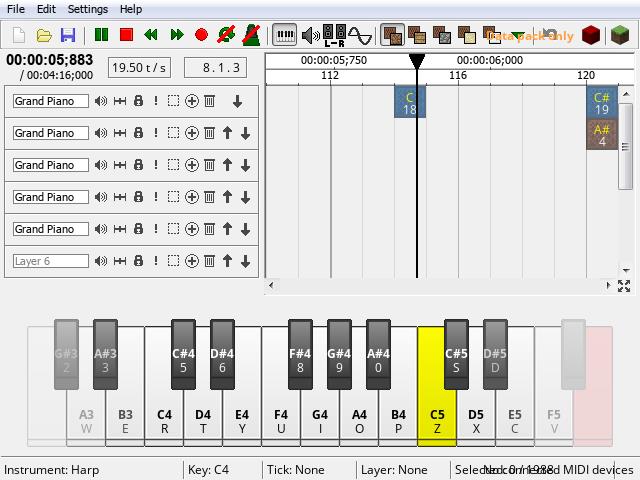 File Edit Settings Help
L-R Data pack only
00:00:05;883
/ 00:04:16;000
19.50 t / s
8 . 1 . 3
00:00:05;750 00:00:06;000
112 116 120
Grand Piano
Grand Piano
Grand Piano
Grand Piano
Grand Piano
Layer 6
C
18
C#
19
A#
4
G#3 A#3 C#4 D#4 F#4 G#4 A#4 C#5 D#5
2 3 5 6 8 9 0 S D
A3 B3 C4 D4 E4 F4 G4 A4 B4 C5 D5 E5 F5
W E R T Y U I O P Z X C V
Instrument: Harp Key: C4 Tick: None Layer: None Selected: 0 / 1988 No connected MIDI devices